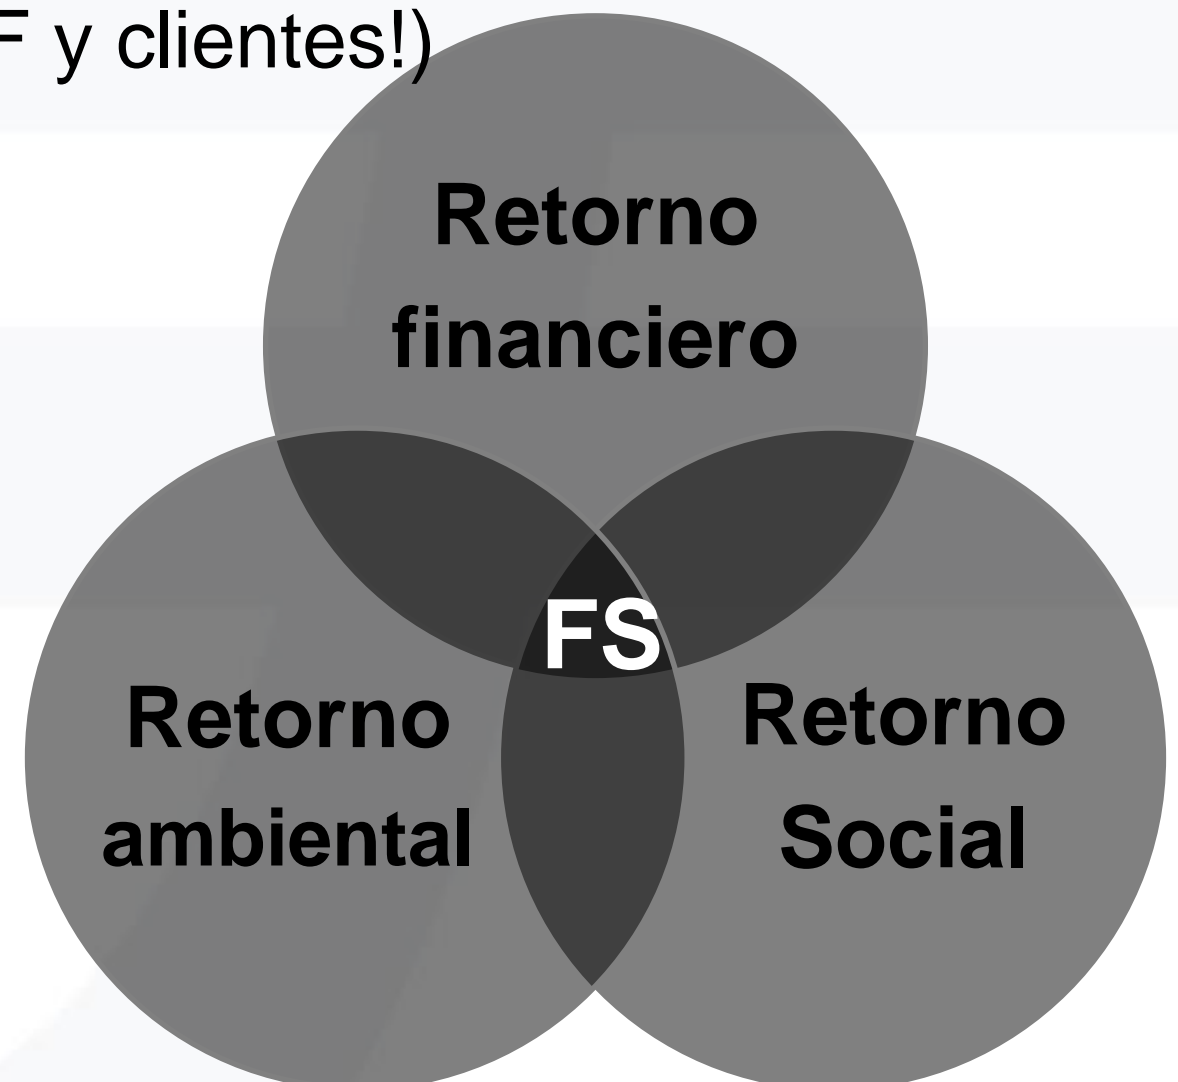 F y clientes!)
Retorno
financiero
FS
Retorno
ambiental
Retorno
Social